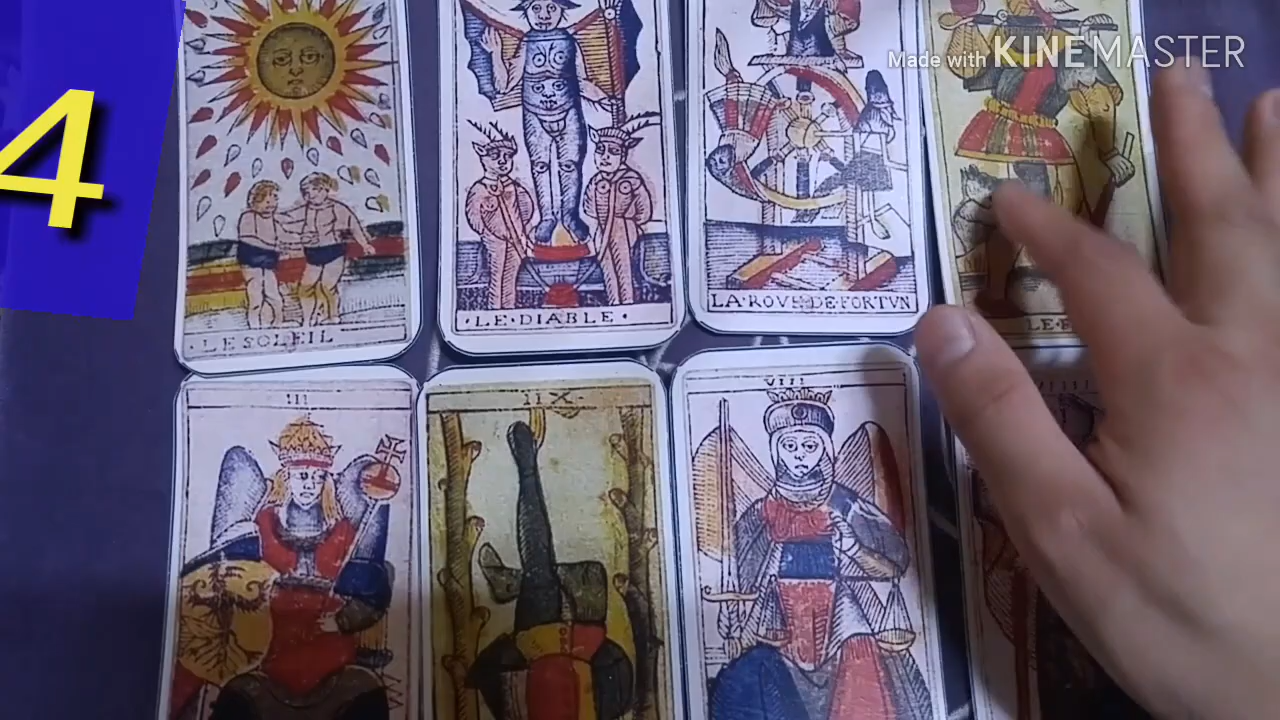 4
Made with KINEMASTER
LE SOLEIL
·LE·DIABLE·
LA·ROVE·DE·FORTVN
III
IIX
VIII